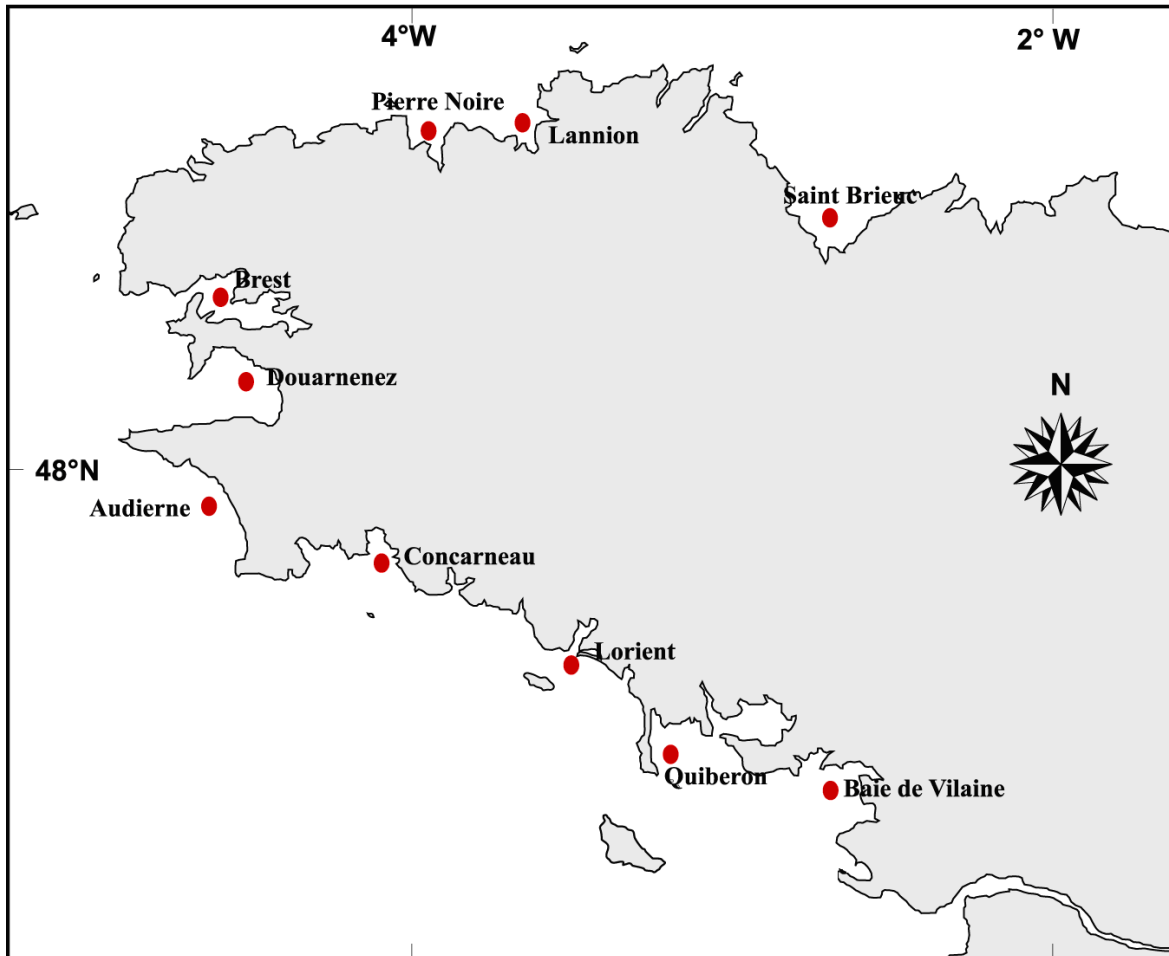 4°W
2° W
Pierre Noire
Lannion
Saint Brieuc
Brest
Douarnenez
N
48°N
Audierne
Concarneau
Lorient
Quiberon
Baie de Vilaine